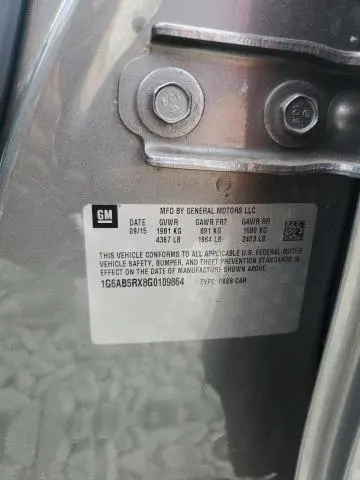 GM
MFD BY GENERAL MOTORS LLC
DATE GVWR GAWR FRT GAWR RR
09/15 1981 KG 891 KG 1090 KG
4367 LB 1964 LB 2403 LB
THIS VEHICLE CONFORMS TO ALL APPLICABLE U.S. FEDERAL MOTOR
VEHICLE SAFETY, BUMPER, AND THEFT PREVENTION STANDARDS IN
EFFECT ON THE DATE OF MANUFACTURE SHOWN ABOVE.
1G6AB5RX8G0109864 TYPE: PASS CAR